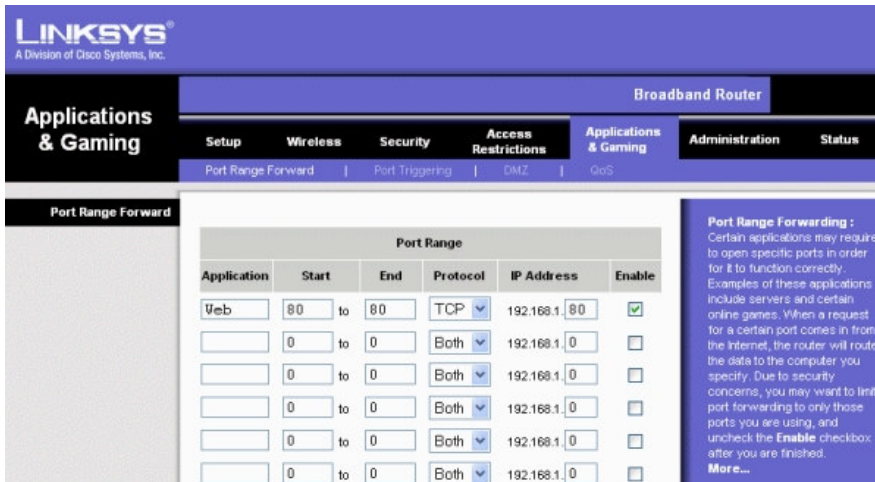 LINKSYS®
A Division of Cisco Systems, Inc.
Broadband Router
Applications & Gaming
Setup Wireless Security Access Restrictions Applications & Gaming Administration Status
Port Range Forward | Port Triggering | DMZ | QoS
Port Range Forward
Port Range
Application Start End Protocol IP Address Enable
Web 80 to 80 TCP 192.168.1. 80
0 to 0 Both 192.168.1. 0
0 to 0 Both 192.168.1. 0
0 to 0 Both 192.168.1. 0
0 to 0 Both 192.168.1. 0
0 to 0 Both 192.168.1. 0
Port Range Forwarding :
Certain applications may require
to open specific ports in order
for it to function correctly.
Examples of these applications
include servers and certain
online games. When a request
for a certain port comes in from
the Internet, the router will route
the data to the computer you
specify. Due to security
concerns, you may want to limit
port forwarding to only those
ports you are using, and
uncheck the Enable checkbox
after you are finished.
More...